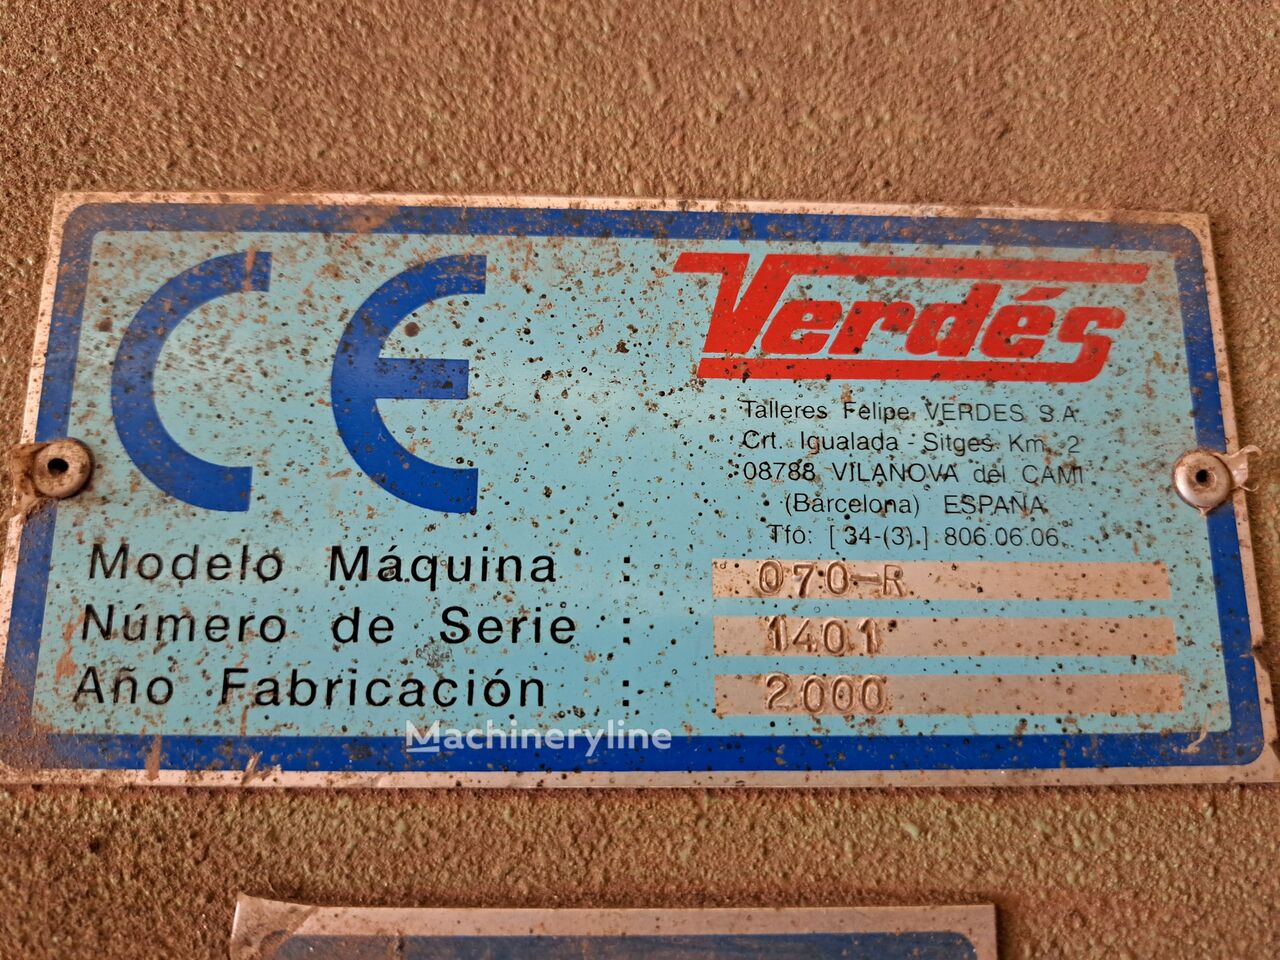 CE
Verdés
Talleres Felipe VERDES S.A.
Crt. Igualada - Sitges Km. 2
08788 VILANOVA del CAMI
(Barcelona) ESPAÑA
Tfo: [ 34-(3).] 806.06.06.
Modelo Máquina : 070-R
Número de Serie : 1401
Año Fabricación : 2000
Machineryline